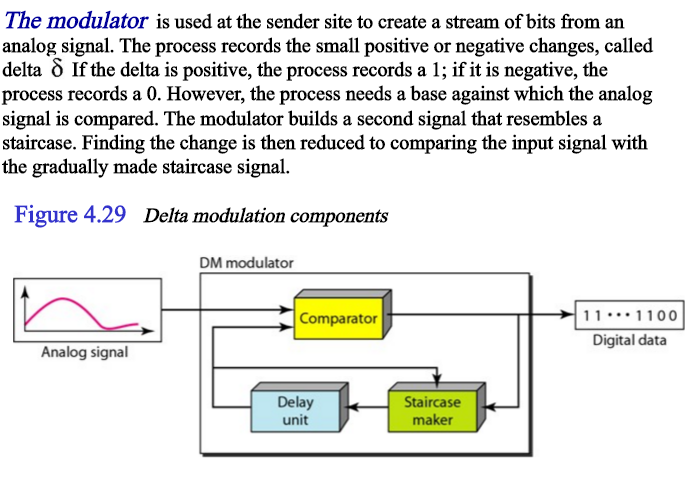 The modulator is used at the sender site to create a stream of bits from an
analog signal. The process records the small positive or negative changes, called
delta δ If the delta is positive, the process records a 1; if it is negative, the
process records a 0. However, the process needs a base against which the analog
signal is compared. The modulator builds a second signal that resembles a
staircase. Finding the change is then reduced to comparing the input signal with
the gradually made staircase signal.
Figure 4.29 Delta modulation components
DM modulator
Comparator
11 ••• 1100
Digital data
Analog signal
Delay
unit
Staircase
maker